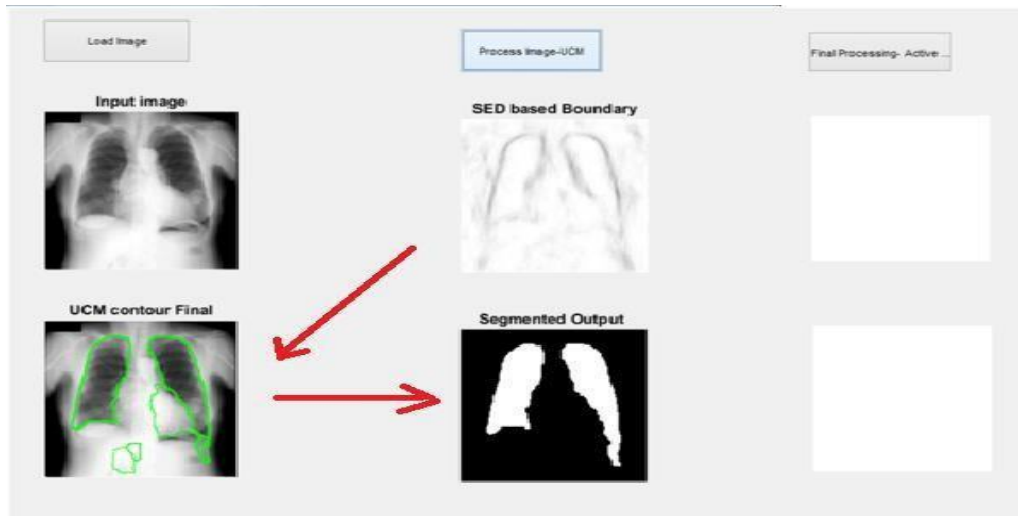 Load Image
Process Image-UCM
Final Processing- Active ...
Input image
SED based Boundary
UCM contour Final
Segmented Output